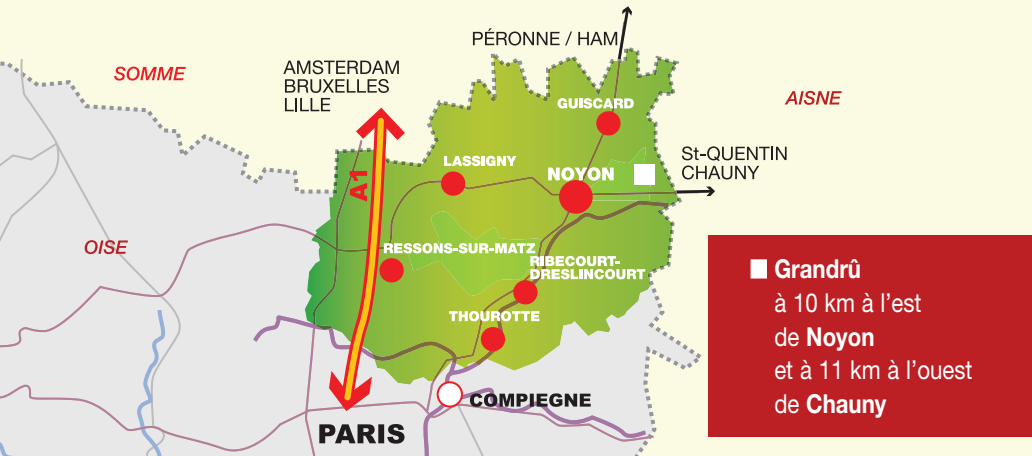 PÉRONNE / HAM
SOMME
AMSTERDAM
BRUXELLES
LILLE
AISNE
GUISCARD
St-QUENTIN
CHAUNY
LASSIGNY
NOYON
A1
OISE
RESSONS-SUR-MATZ
RIBECOURT-
DRESLINCOURT
THOUROTTE
COMPIEGNE
PARIS
Grandrû
à 10 km à l’est
de Noyon
et à 11 km à l’ouest
de Chauny